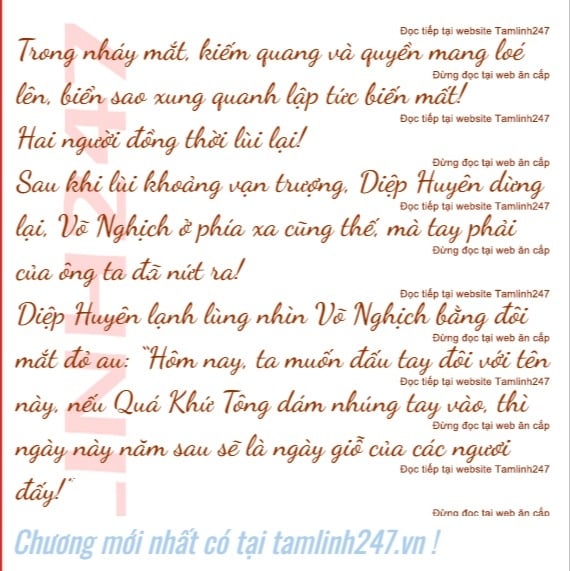 Đọc tiếp tại website Tamlinh247
Trong nháy mắt, kiếm quang và quyền mang loé
Đừng đọc tại web ăn cắp
lên, biển sao xung quanh lập tức biến mất!
Đọc tiếp tại website Tamlinh247
Hai người đồng thời lùi lại!
Đừng đọc tại web ăn cắp
Sau khi lùi khoảng vạn trượng, Diệp Huyên dừng
Đọc tiếp tại website Tamlinh247
lại, Võ Nghịch ở phía xa cũng thế, mà tay phải
Đừng đọc tại web ăn cắp
của ông ta đã nứt ra!
Đọc tiếp tại website Tamlinh247
Diệp Huyên lạnh lùng nhìn Võ Nghịch bằng đôi
Đừng đọc tại web ăn cắp
mắt đỏ au: “Hôm nay, ta muốn đấu tay đôi với tên
Đọc tiếp tại website Tamlinh247
này, nếu Quá Khứ Tông dám nhúng tay vào, thì
Đừng đọc tại web ăn cắp
ngày này năm sau sẽ là ngày giỗ của các ngươi
Đọc tiếp tại website Tamlinh247
đấy!”
Đừng đọc tại web ăn cắp
INH247
Chương mới nhất có tại tamlinh247.vn !